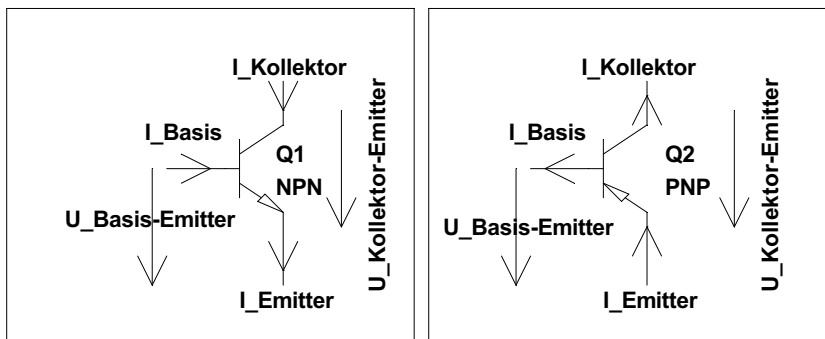 I_Kollektor
I_Basis
Q1
NPN
U_Basis-Emitter
U_Kollektor-Emitter
I_Emitter
I_Kollektor
I_Basis
Q2
PNP
U_Basis-Emitter
U_Kollektor-Emitter
I_Emitter